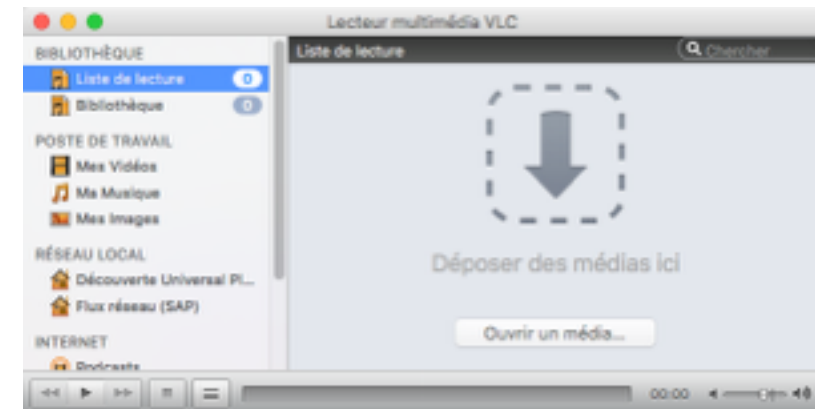 Lecteur multimédia VLC
BIBLIOTHÈQUE
Liste de lecture 0
Bibliothèque 0
POSTE DE TRAVAIL
Mes Vidéos
Ma Musique
Mes Images
RÉSEAU LOCAL
Découverte Universal Pl...
Flux réseau (SAP)
INTERNET
Podcasts
Liste de lecture
Chercher
Déposer des médias ici
Ouvrir un média...
00:00